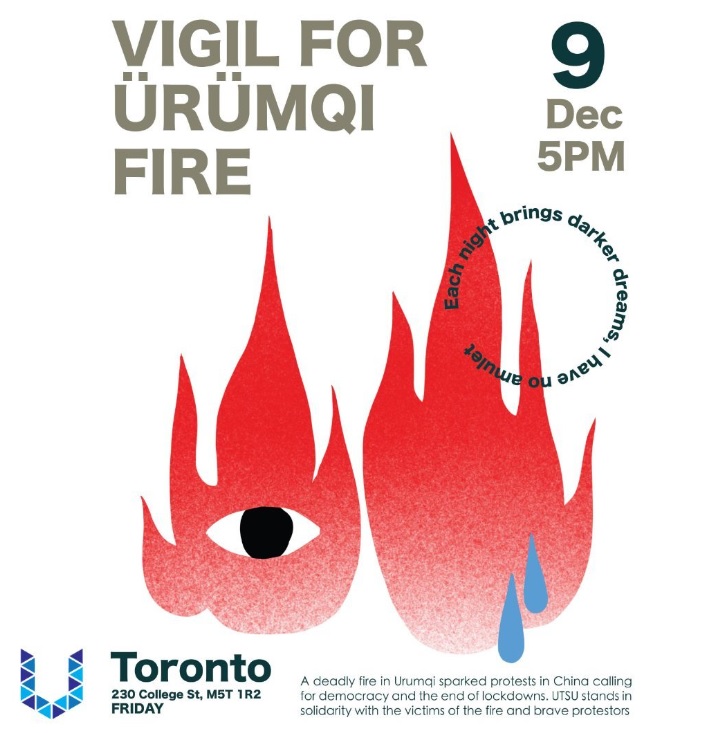 VIGIL FOR
ÜRÜMQI
FIRE
9
Dec
5PM
Each night brings darker dreams, I have no amulet
Toronto
230 College St, M5T 1R2
FRIDAY
A deadly fire in Urumqi sparked protests in China calling
for democracy and the end of lockdowns. UTSU stands in
solidarity with the victims of the fire and brave protestors